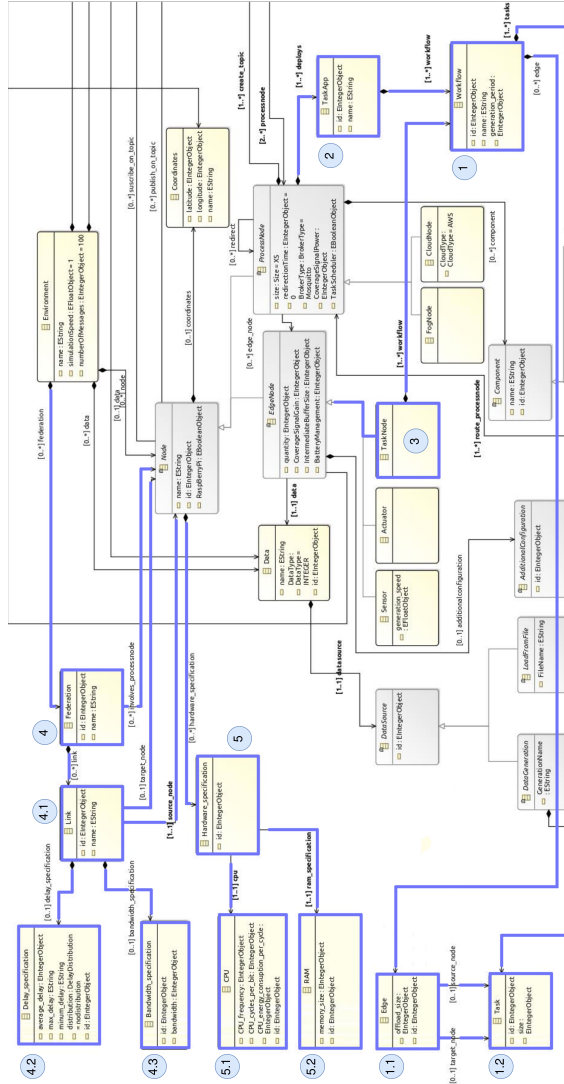 4.2
Delay_specification
average_delay: EIntegerObject
max_delay: EString
minum_delay: EString
distribution: DelayDistribution
= nxdistribution
id: EIntegerObject
[0..1] delay_specification
4.1
Link
id: EIntegerObject
name: EString
[0..*] link
4
Federation
id: EIntegerObject
name: EString
[0..*] federation
Environment
name: EString
simulationSpeed: EFloatObject = 1
numberOfMessages: EIntegerObject = 100
[0..*] data
[0..1] data
[0..*] node
[0..*] suscribe_on_topic
[0..*] publish_on_topic
[0..*] involves_processnode
[0..1] target_node
[1..1] source_node
[0..1] bandwidth_specification
4.3
Bandwidth_specification
id: EIntegerObject
bandwidth: EIntegerObject
[0..*] hardware_specification
Node
name: EString
id: EIntegerObject
RaspBerryPi: EBooleanObject
[0..1] coordinates
Coordinates
latitude: EIntegerObject
longitude: EIntegerObject
name: EString
5
Hardware_specification
id: EIntegerObject
[1..1] cpu
5.1
CPU
CPU_frequency: EIntegerObject
CPU_cycles_per_bit: EIntegerObject
CPU_energy_consuption_per_cycle:
EIntegerObject
id: EIntegerObject
[1..1] ram_specification
5.2
RAM
memory_size: EIntegerObject
id: EIntegerObject
Data
name: EString
DataType:
DataType =
INTEGER
id: EIntegerObject
[1..1] data
[1..1] datasource
EdgeNode
quantity: EIntegerObject
CoverageSignalGain: EIntegerObject
IntermediateBufferSize: EIntegerObject
BatteryManagement: EIntegerObject
[0..*] edge_node
ProcessNode
size: Size = XS
redirectionTime: EIntegerObject =
0
BrokerType: BrokerType =
Mosquitto
CoverageSignalPower:
EIntegerObject
TaskScheduler: EBooleanObject
[0..*] redirect
[1..*] create_topic
[2..*] processnode
[1..*] deploys
2
TaskApp
id: EIntegerObject
name: EString
[1..*] workflow
3
TaskNode
[1..*] workflow
Sensor
generation_speed
: EFloatObject
Actuator
DataSource
id: EIntegerObject
[0..1] additionalconfiguration
FogNode
CloudNode
CloudType:
CloudType = AWS
[0..*] component
[1..*] route_processnode
1
Workflow
id: EIntegerObject
name: EString
generation_period:
EIntegerObject
[1..*] tasks
[0..*] edge
Component
name: EString
id: EIntegerObject
AdditionalConfiguration
id: EIntegerObject
LoadFromFile
FileName: EString
DataGeneration
GenerationName
: EString
1.1
Edge
offload_size:
EIntegerObject
id: EIntegerObject
[0..1] target_node
[0..1] source_node
1.2
Task
id: EIntegerObject
size:
EIntegerObject